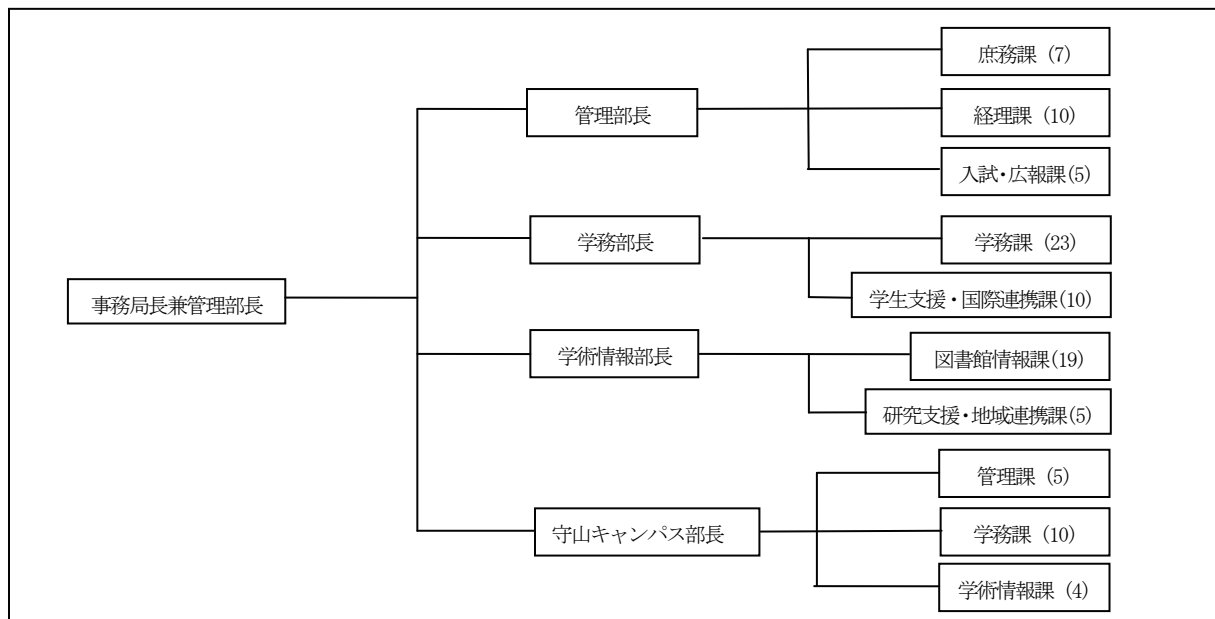 事務局長兼管理部長
管理部長
庶務課 (7)
経理課 (10)
入試・広報課(5)
学務部長
学務課 (23)
学生支援・国際連携課(10)
学術情報部長
図書館情報課(19)
研究支援・地域連携課(5)
守山キャンパス部長
管理課 (5)
学務課 (10)
学術情報課 (4)